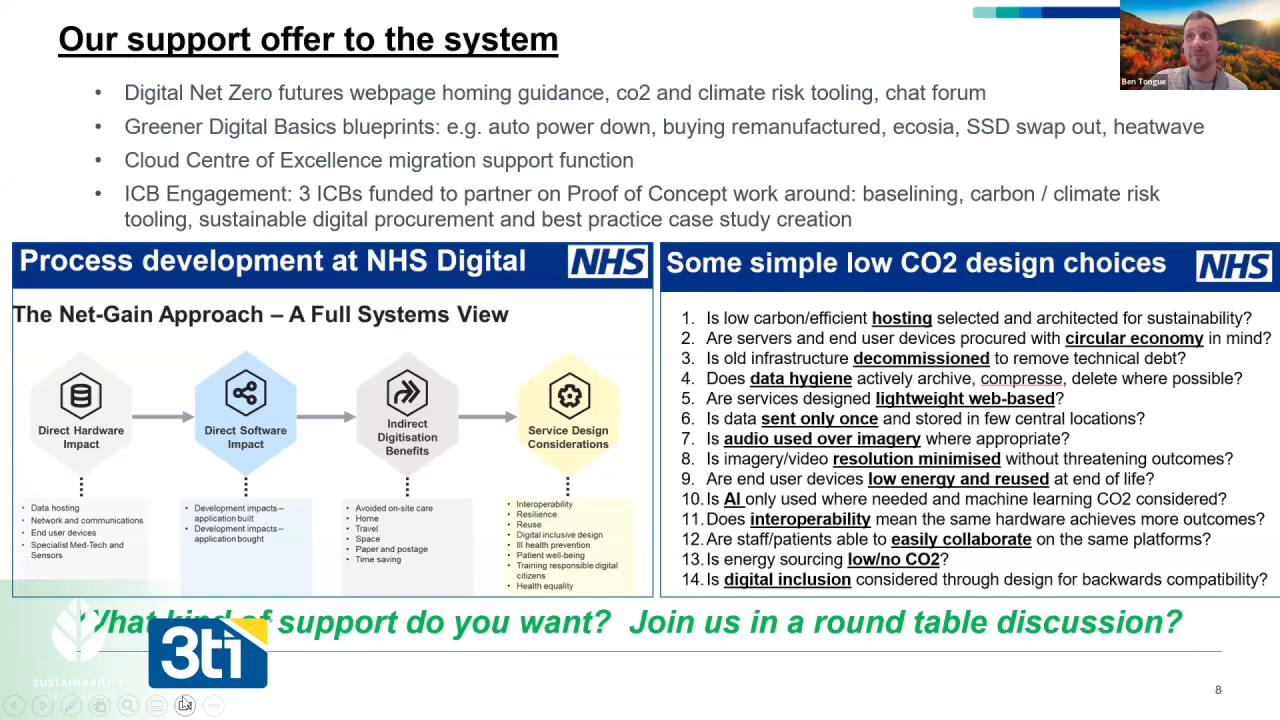 Our support offer to the system
Ben Tongue
• Digital Net Zero futures webpage homing guidance, co2 and climate risk tooling, chat forum
• Greener Digital Basics blueprints: e.g. auto power down, buying remanufactured, ecosia, SSD swap out, heatwave
• Cloud Centre of Excellence migration support function
• ICB Engagement: 3 ICBs funded to partner on Proof of Concept work around: baselining, carbon / climate risk
tooling, sustainable digital procurement and best practice case study creation
Process development at NHS Digital
NHS
The Net-Gain Approach – A Full Systems View
Direct Hardware
Impact
Direct Software
Impact
Indirect
Digitisation
Benefits
Service Design
Considerations
• Data hosting
• Network and communications
• End user devices
• Specialist Med-Tech and
Sensors
• Development impacts –
application built
• Development impacts –
application bought
• Avoided on-site care
• Home
• Travel
• Space
• Paper and postage
• Time saving
• Interoperability
• Resilience
• Reuse
• Digital inclusive design
• Ill health prevention
• Patient well-being
• Training responsible digital
citizens
• Health equality
Some simple low CO2 design choices
NHS
1. Is low carbon/efficient hosting selected and architected for sustainability?
2. Are servers and end user devices procured with circular economy in mind?
3. Is old infrastructure decommissioned to remove technical debt?
4. Does data hygiene actively archive, compresse, delete where possible?
5. Are services designed lightweight web-based?
6. Is data sent only once and stored in few central locations?
7. Is audio used over imagery where appropriate?
8. Is imagery/video resolution minimised without threatening outcomes?
9. Are end user devices low energy and reused at end of life?
10. Is AI only used where needed and machine learning CO2 considered?
11. Does interoperability mean the same hardware achieves more outcomes?
12. Are staff/patients able to easily collaborate on the same platforms?
13. Is energy sourcing low/no CO2?
14. Is digital inclusion considered through design for backwards compatibility?
What kind of support do you want? Join us in a round table discussion?
3ti
SUSTAINABILITY
8